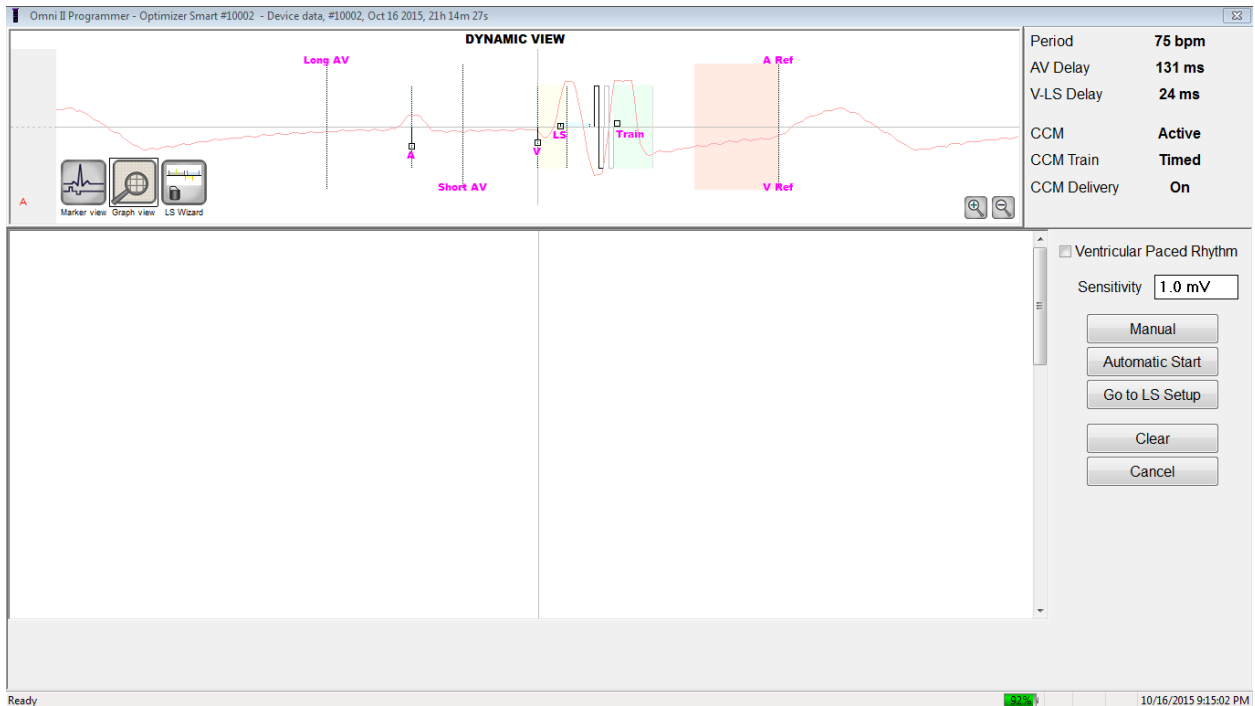 Omni II Programmer - Optimizer Smart #10002 - Device data, #10002, Oct 16 2015, 21h 14m 27s
DYNAMIC VIEW
Long AV
A Ref
LS
Train
A
V
Short AV
V Ref
A
Marker view
Graph view
LS Wizard
Period 75 bpm
AV Delay 131 ms
V-LS Delay 24 ms
CCM Active
CCM Train Timed
CCM Delivery On
Ventricular Paced Rhythm
Sensitivity 1.0 mV
Manual
Automatic Start
Go to LS Setup
Clear
Cancel
Ready
92%
10/16/2015 9:15:02 PM